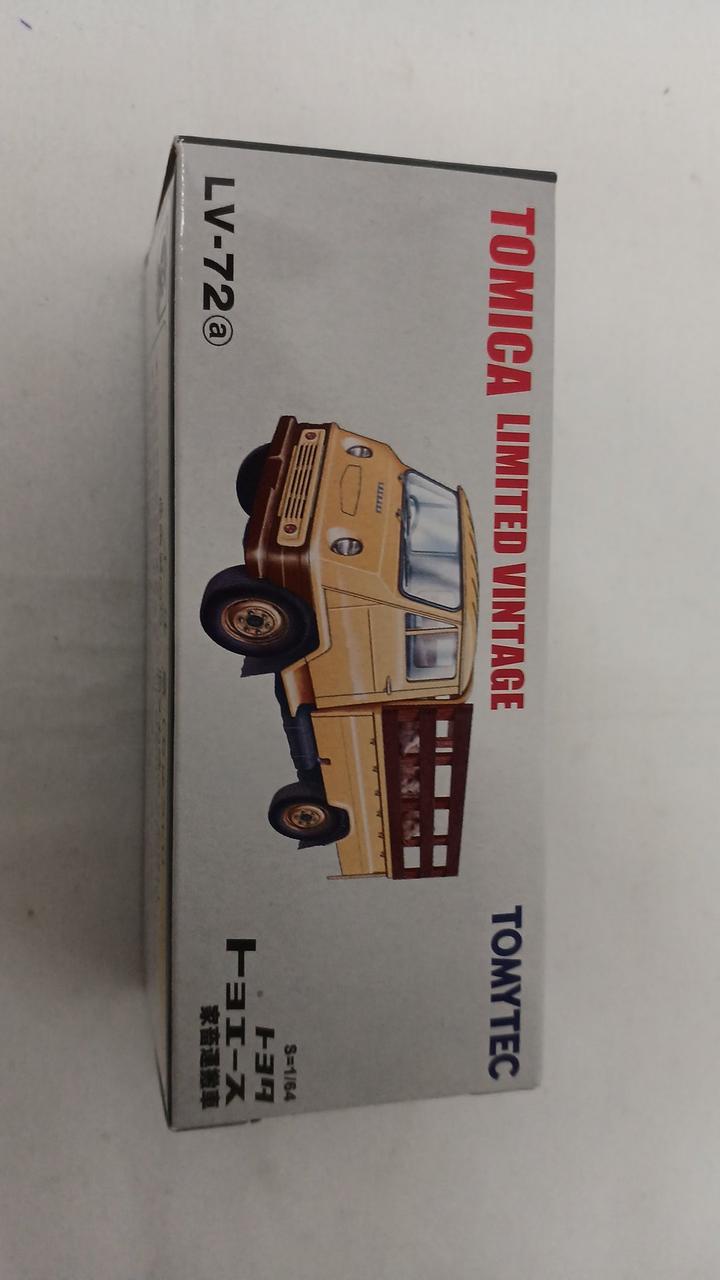 TOMICA LIMITED VINTAGE
TOMYTEC
LV-72ⓐ
S=1/64
トヨタ
トヨエース
家畜運搬車